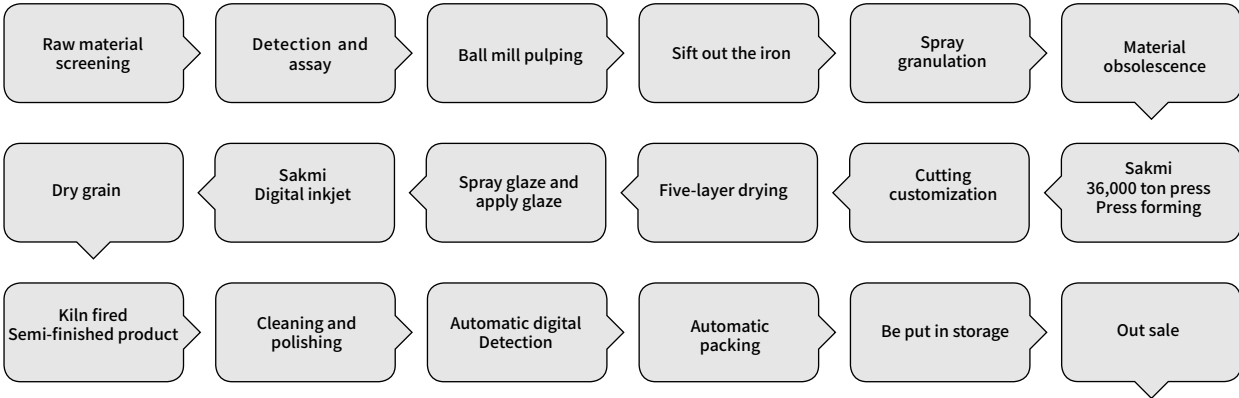 Raw material
screening
Detection and
assay
Ball mill pulping
Sift out the iron
Spray
granulation
Material
obsolescence
Sakmi
36,000 ton press
Press forming
Cutting
customization
Five-layer drying
Spray glaze and
apply glaze
Sakmi
Digital inkjet
Dry grain
Kiln fired
Semi-finished product
Cleaning and
polishing
Automatic digital
Detection
Automatic
packing
Be put in storage
Out sale